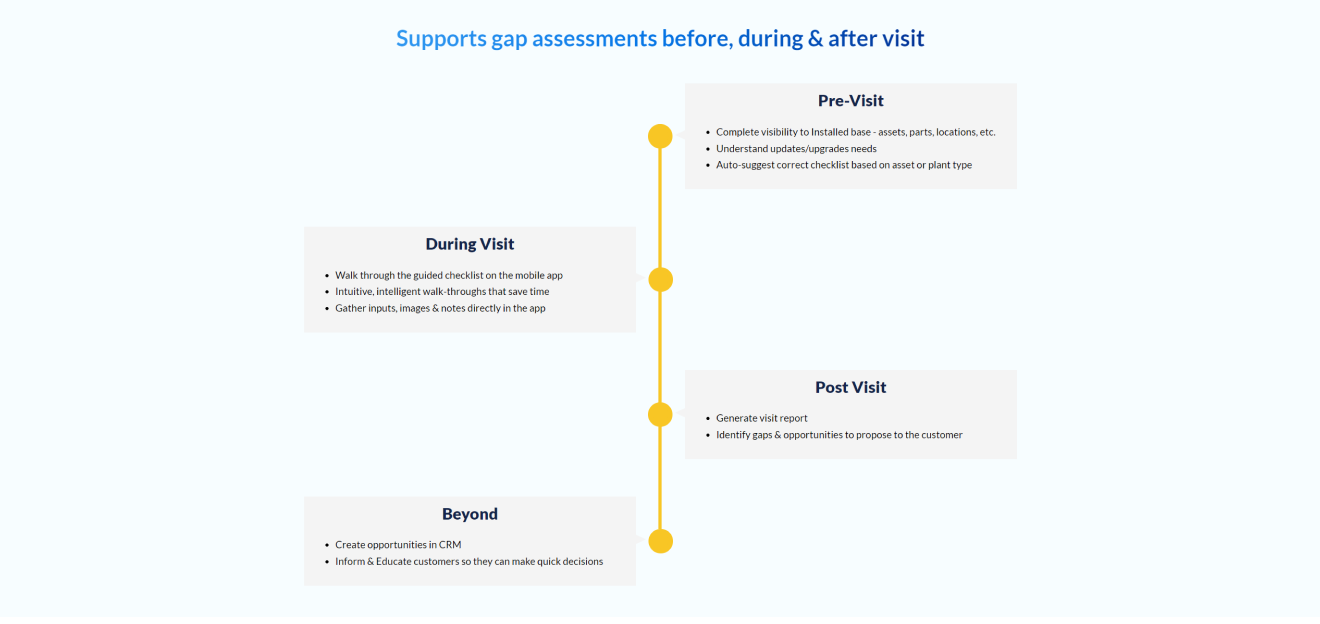 Supports gap assessments before, during & after visit
Pre-Visit
• Complete visibility to Installed base - assets, parts, locations, etc.
• Understand updates/upgrades needs
• Auto-suggest correct checklist based on asset or plant type
During Visit
• Walk through the guided checklist on the mobile app
• Intuitive, intelligent walk-throughs that save time
• Gather inputs, images & notes directly in the app
Post Visit
• Generate visit report
• Identify gaps & opportunities to propose to the customer
Beyond
• Create opportunities in CRM
• Inform & Educate customers so they can make quick decisions